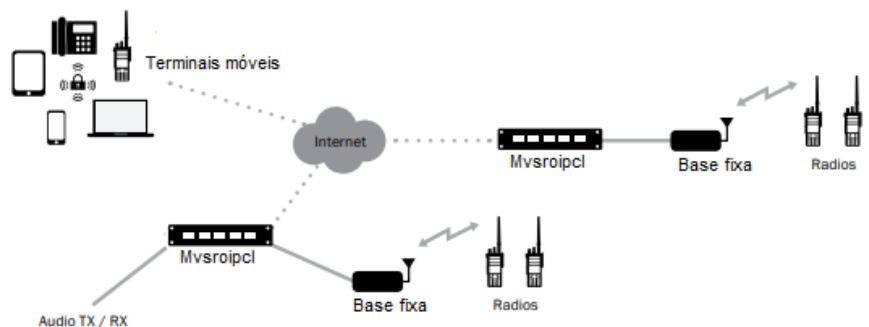 Terminais móveis
Internet
Mvsroipcl
Base fixa
Radios
Mvsroipcl
Base fixa
Radios
Audio TX / RX